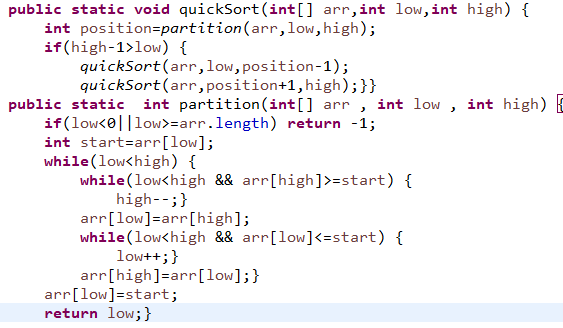 public static void quickSort(int[] arr,int low,int high) {
    int position=partition(arr,low,high);
    if(high-1>low) {
        quickSort(arr,low,position-1);
        quickSort(arr,position+1,high);}}
public static  int partition(int[] arr , int low , int high) {
    if(low<0||low>=arr.length) return -1;
    int start=arr[low];
    while(low<high) {
        while(low<high && arr[high]>=start) {
            high--;}
        arr[low]=arr[high];
        while(low<high && arr[low]<=start) {
            low++;}
        arr[high]=arr[low];}
    arr[low]=start;
    return low;}